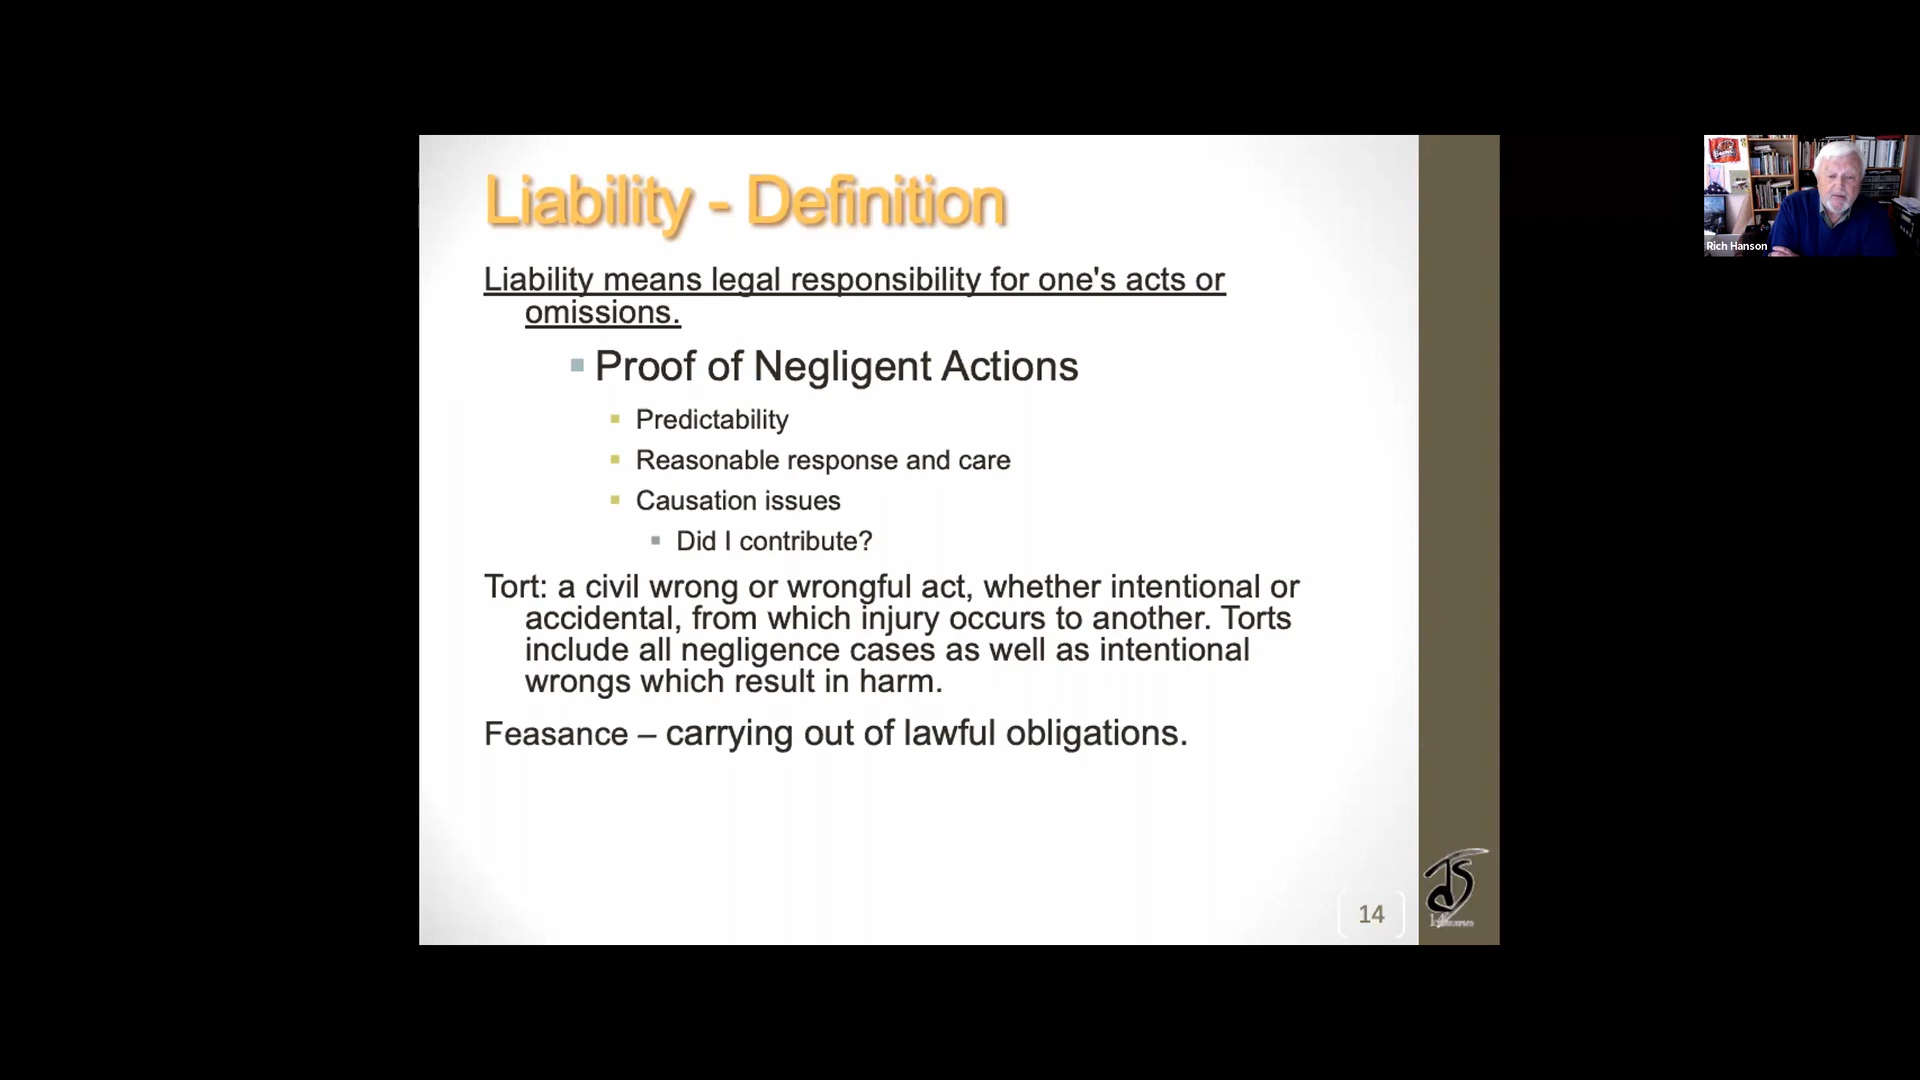 Liability - Definition
Liability means legal responsibility for one's acts or
omissions.
Proof of Negligent Actions
Predictability
Reasonable response and care
Causation issues
Did I contribute?
Tort: a civil wrong or wrongful act, whether intentional or
accidental, from which injury occurs to another. Torts
include all negligence cases as well as intentional
wrongs which result in harm.
Feasance – carrying out of lawful obligations.
14
Rich Hanson